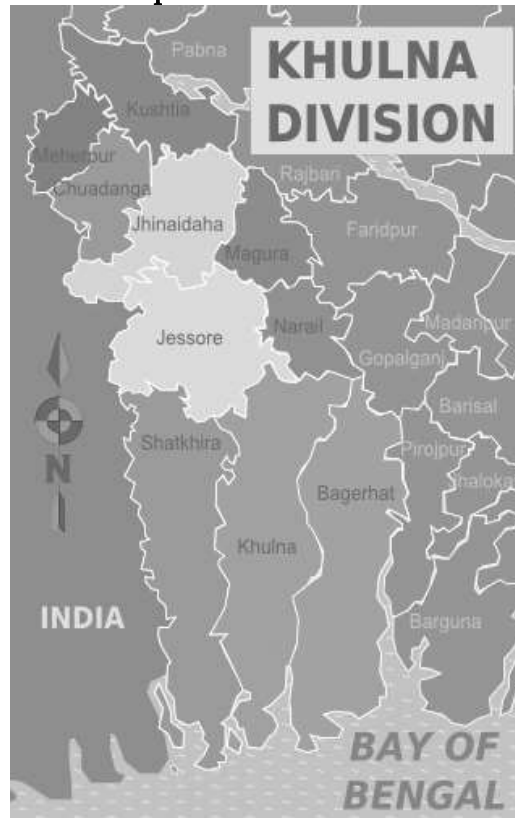 Pabna
KHULNA
DIVISION
Kushtia
Meherpur
Chuadanga
Rajbari
Jhinaidaha
Faridpur
Magura
Jessore
Narail
Madaripur
Gopalganj
Barisal
Shatkhira
Pirojpur
Jhaloka
Bagerhat
N
Khulna
INDIA
Barguna
BAY OF
BENGAL